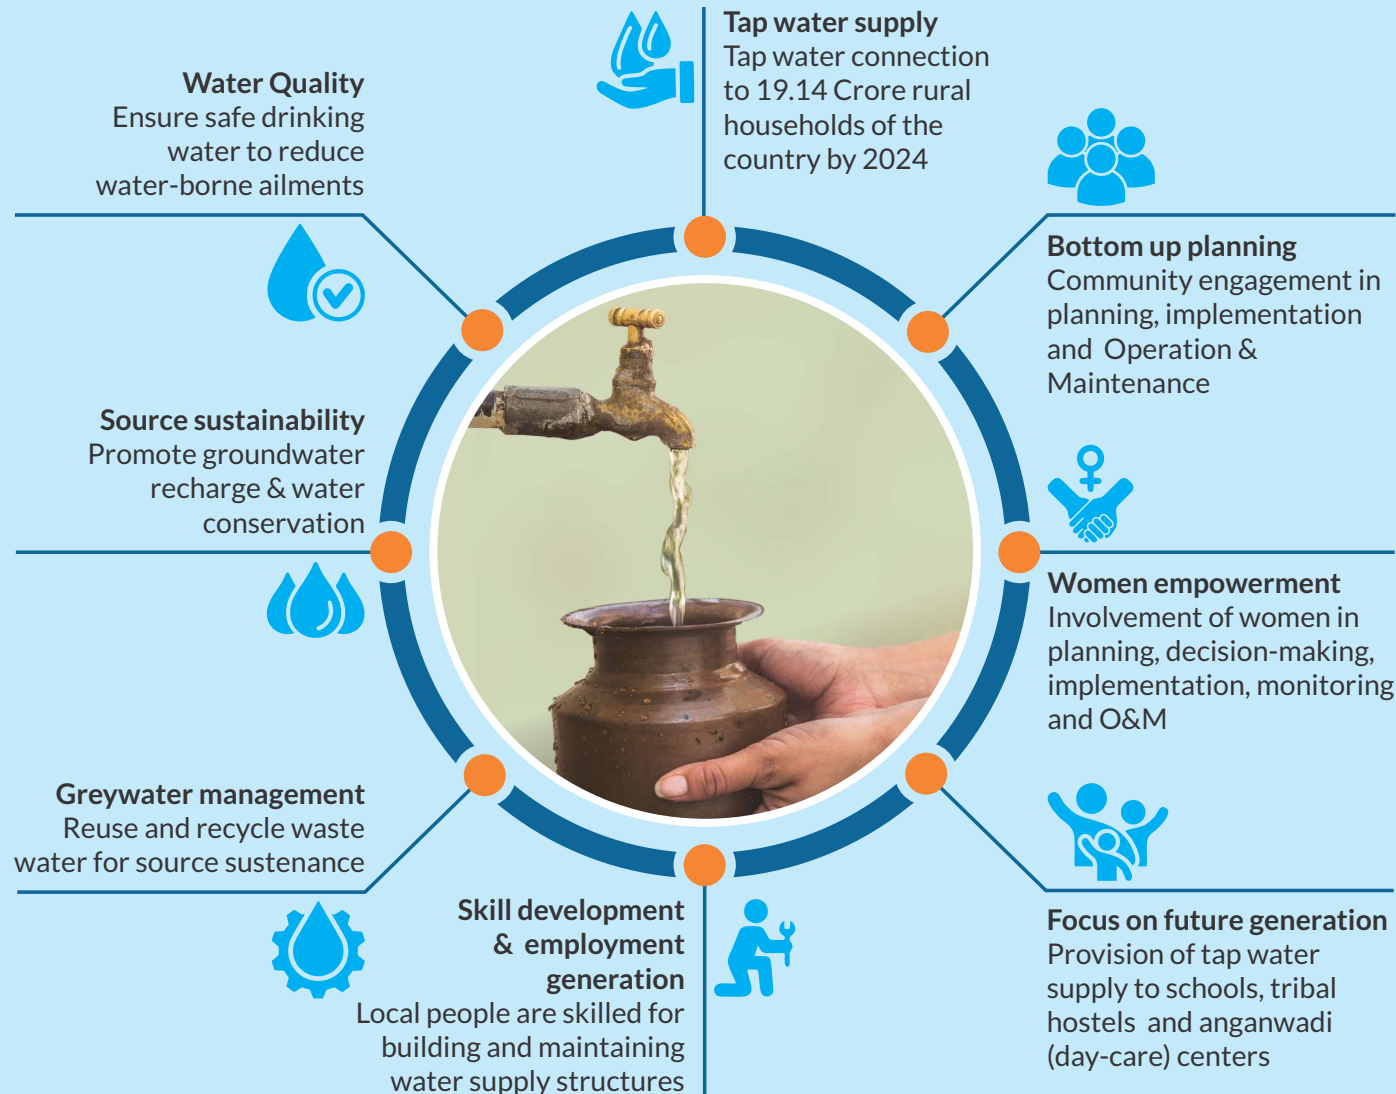 Tap water supply
Tap water connection
to 19.14 Crore rural
households of the
country by 2024
Bottom up planning
Community engagement in
planning, implementation
and Operation &
Maintenance
Women empowerment
Involvement of women in
planning, decision-making,
implementation, monitoring
and O&M
Focus on future generation
Provision of tap water
supply to schools, tribal
hostels and anganwadi
(day-care) centers
Skill development
& employment
generation
Local people are skilled for
building and maintaining
water supply structures
Greywater management
Reuse and recycle waste
water for source sustenance
Source sustainability
Promote groundwater
recharge & water
conservation
Water Quality
Ensure safe drinking
water to reduce
water-borne ailments